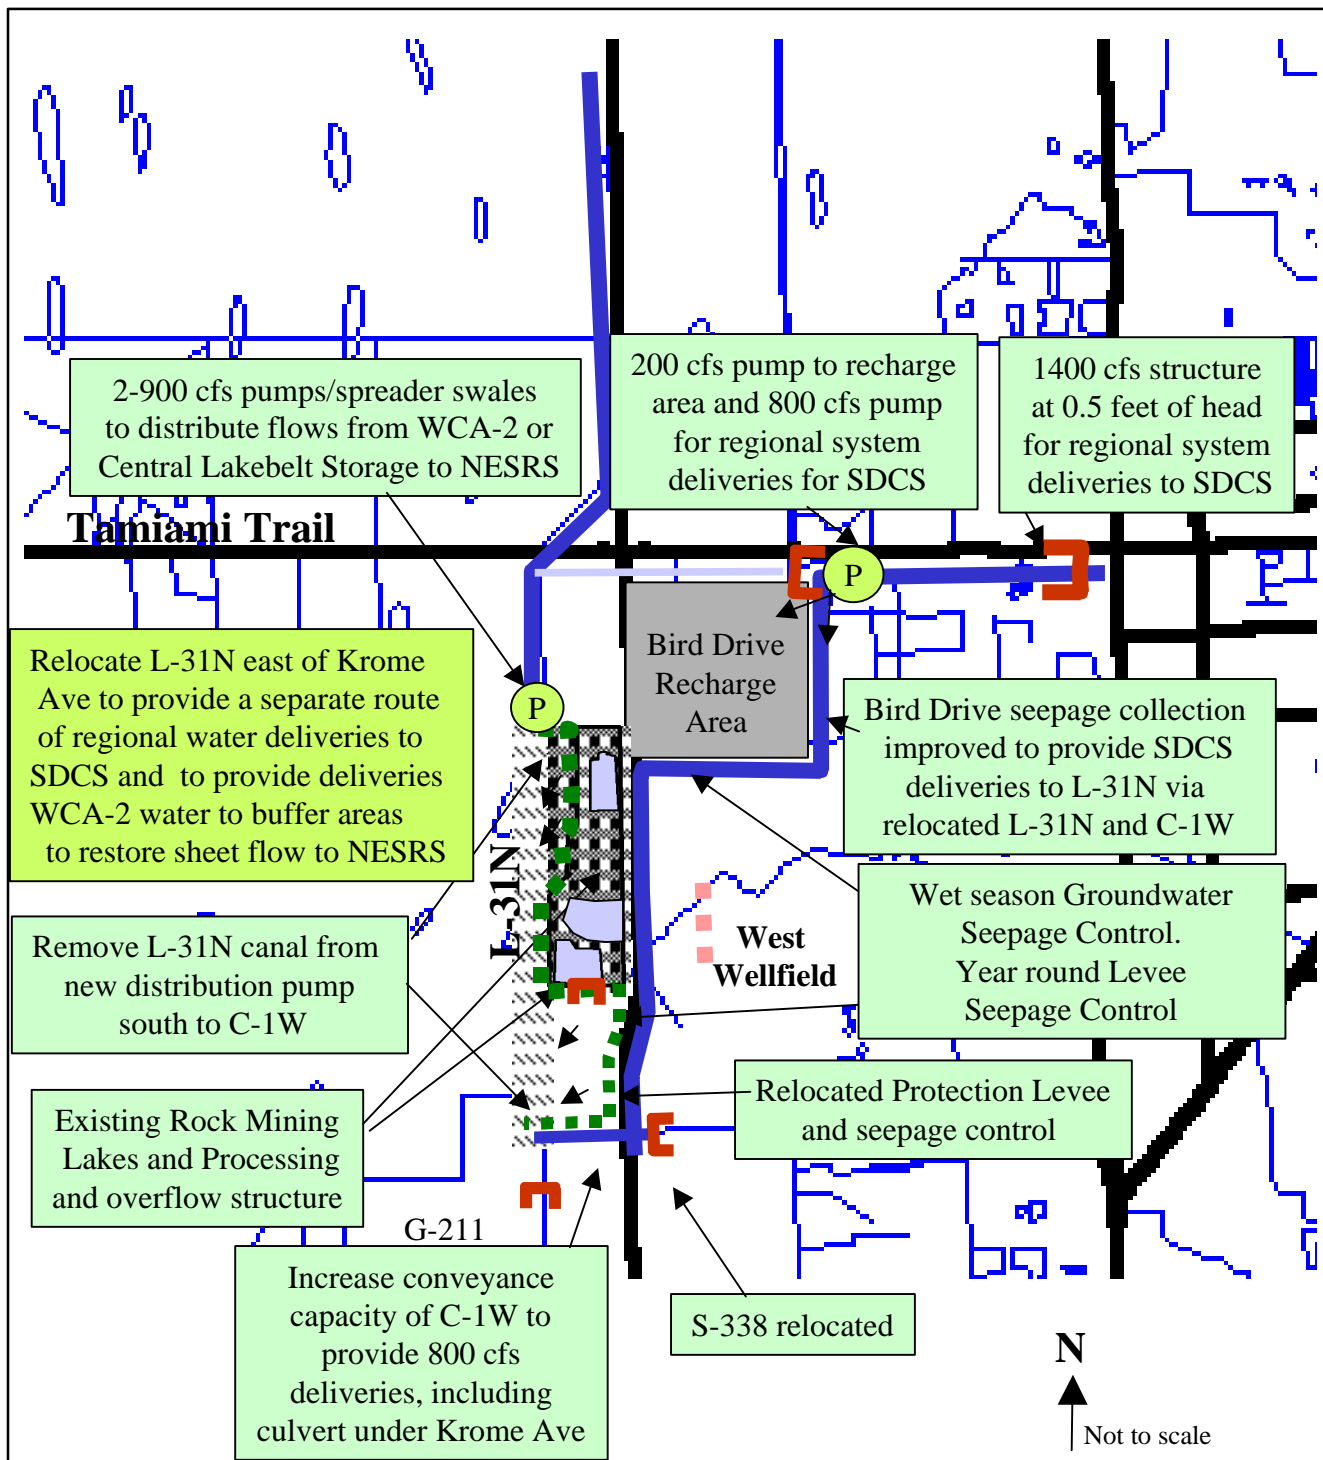 2-900 cfs pumps/spreader swales
to distribute flows from WCA-2 or
Central Lakebelt Storage to NESRS
200 cfs pump to recharge
area and 800 cfs pump
for regional system
deliveries for SDCS
1400 cfs structure
at 0.5 feet of head
for regional system
deliveries to SDCS
Tamiami Trail
P
P
Bird Drive
Recharge
Area
Relocate L-31N east of Krome
Ave to provide a separate route
of regional water deliveries to
SDCS and to provide deliveries
WCA-2 water to buffer areas
to restore sheet flow to NESRS
Bird Drive seepage collection
improved to provide SDCS
deliveries to L-31N via
relocated L-31N and C-1W
L-31N
Wet season Groundwater
Seepage Control.
Year round Levee
Seepage Control
West
Wellfield
Remove L-31N canal from
new distribution pump
south to C-1W
Relocated Protection Levee
and seepage control
Existing Rock Mining
Lakes and Processing
and overflow structure
G-211
Increase conveyance
capacity of C-1W to
provide 800 cfs
deliveries, including
culvert under Krome Ave
S-338 relocated
N
Not to scale